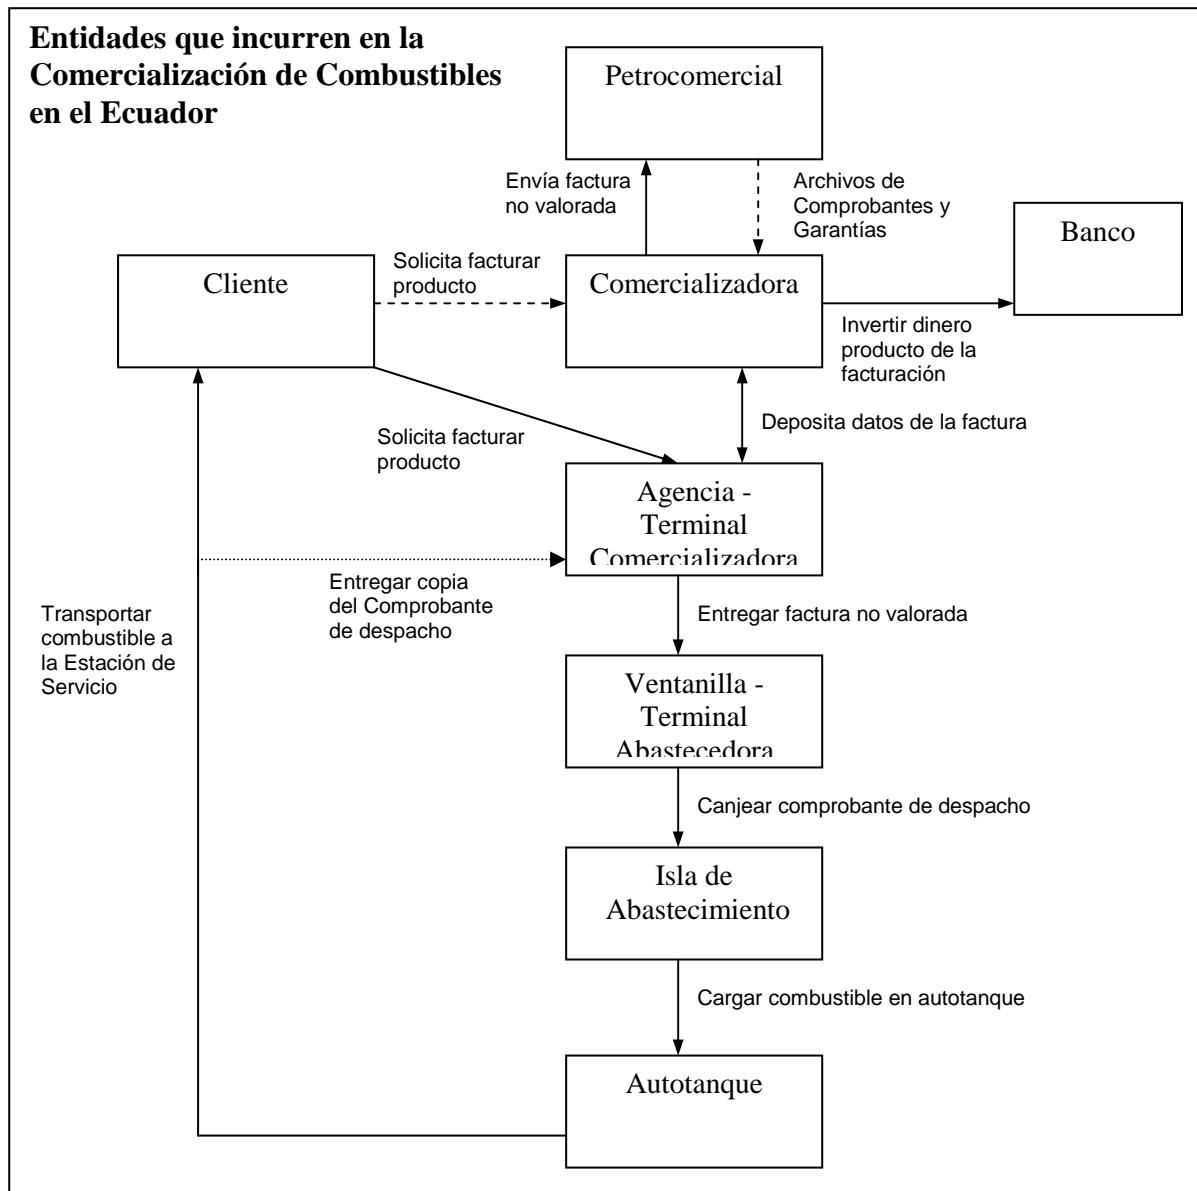 Entidades que incurren en la
Comercialización de Combustibles
en el Ecuador
Petrocomercial
Envía factura
no valorada
Archivos de
Comprobantes y
Garantías
Banco
Cliente
Solicita facturar
producto
Comercializadora
Invertir dinero
producto de la
facturación
Deposita datos de la factura
Solicita facturar
producto
Agencia -
Terminal
Comercializadora
Entregar copia
del Comprobante
de despacho
Transportar
combustible a
la Estación de
Servicio
Entregar factura no valorada
Ventanilla -
Terminal
Abastecedora
Canjear comprobante de despacho
Isla de
Abastecimiento
Cargar combustible en autotanque
Autotanque